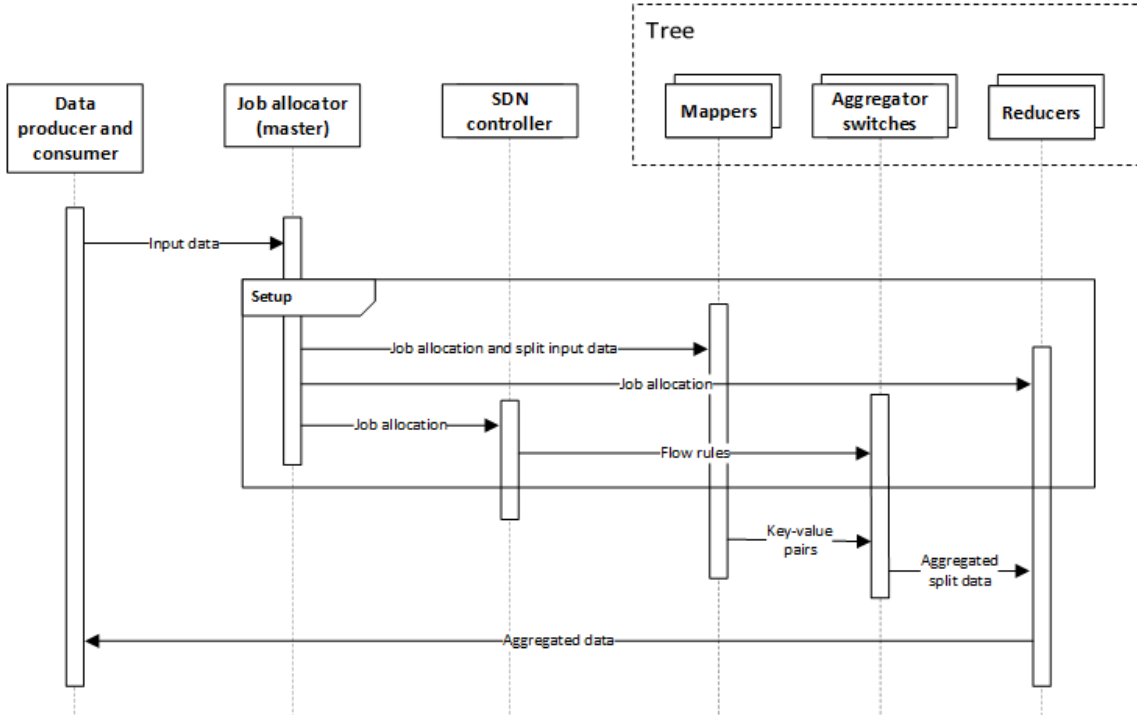 Tree
Data
producer and
consumer
Job allocator
(master)
SDN
controller
Mappers
Aggregator
switches
Reducers
Input data
Setup
Job allocation and split input data
Job allocation
Job allocation
Flow rules
Key-value
pairs
Aggregated
split data
Aggregated data